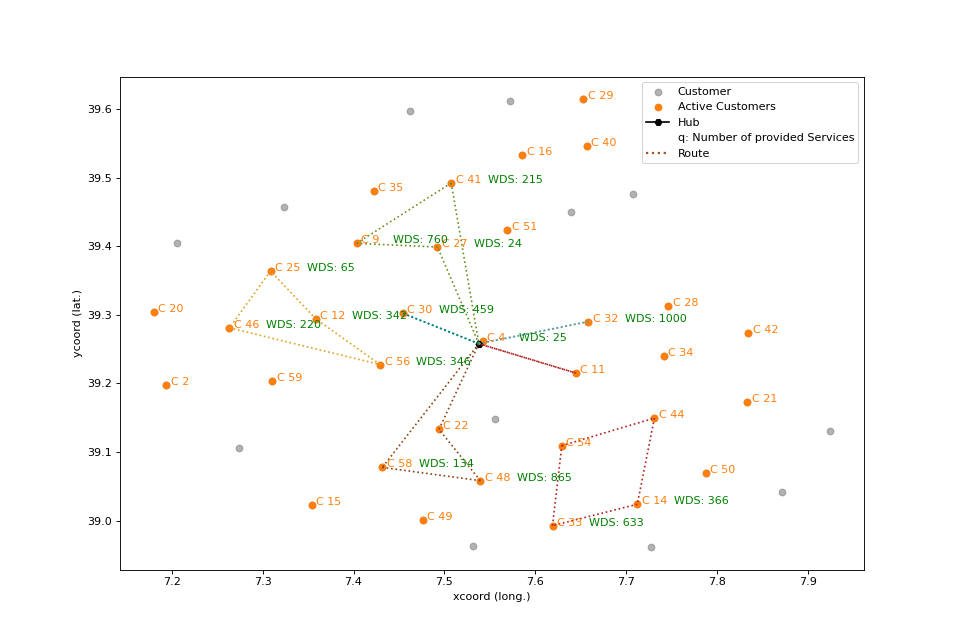 Customer
Active Customers
Hub
q: Number of provided Services
Route
C 29
C 40
C 16
C 35
C 41 WDS: 215
C 51
C 9 WDS: 760
C 27 WDS: 24
C 25 WDS: 65
C 20
C 30 WDS: 459
C 28
C 46 WDS: 220
C 12 WDS: 342
C 32 WDS: 1000
C 42
C 4 WDS: 25
C 34
C 56 WDS: 346
C 11
C 2
C 59
C 21
C 44
C 22
C 54
C 58 WDS: 134
C 50
C 48 WDS: 865
C 15
C 14 WDS: 366
C 49
C 33 WDS: 633
39.6
39.5
39.4
39.3
39.2
39.1
39.0
ycoord (lat.)
7.2 7.3 7.4 7.5 7.6 7.7 7.8 7.9
xcoord (long.)